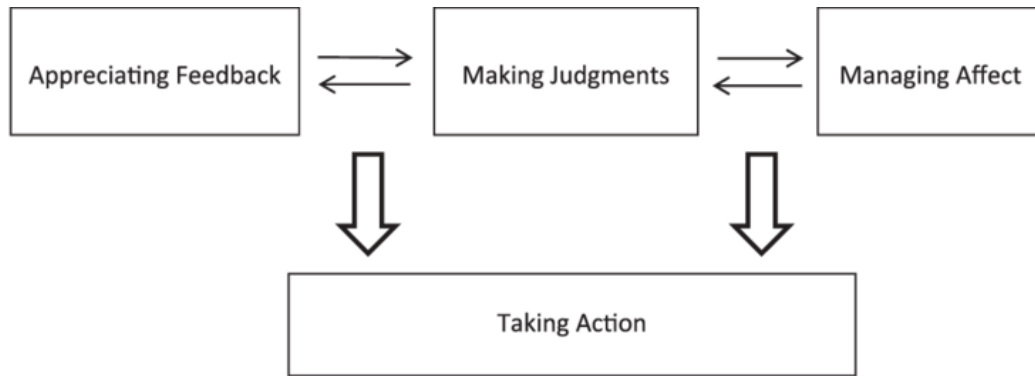 Appreciating Feedback
Making Judgments
Managing Affect
Taking Action